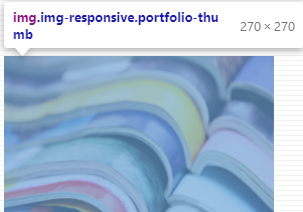 img.img-responsive.portfolio-thu
mb
270 × 270